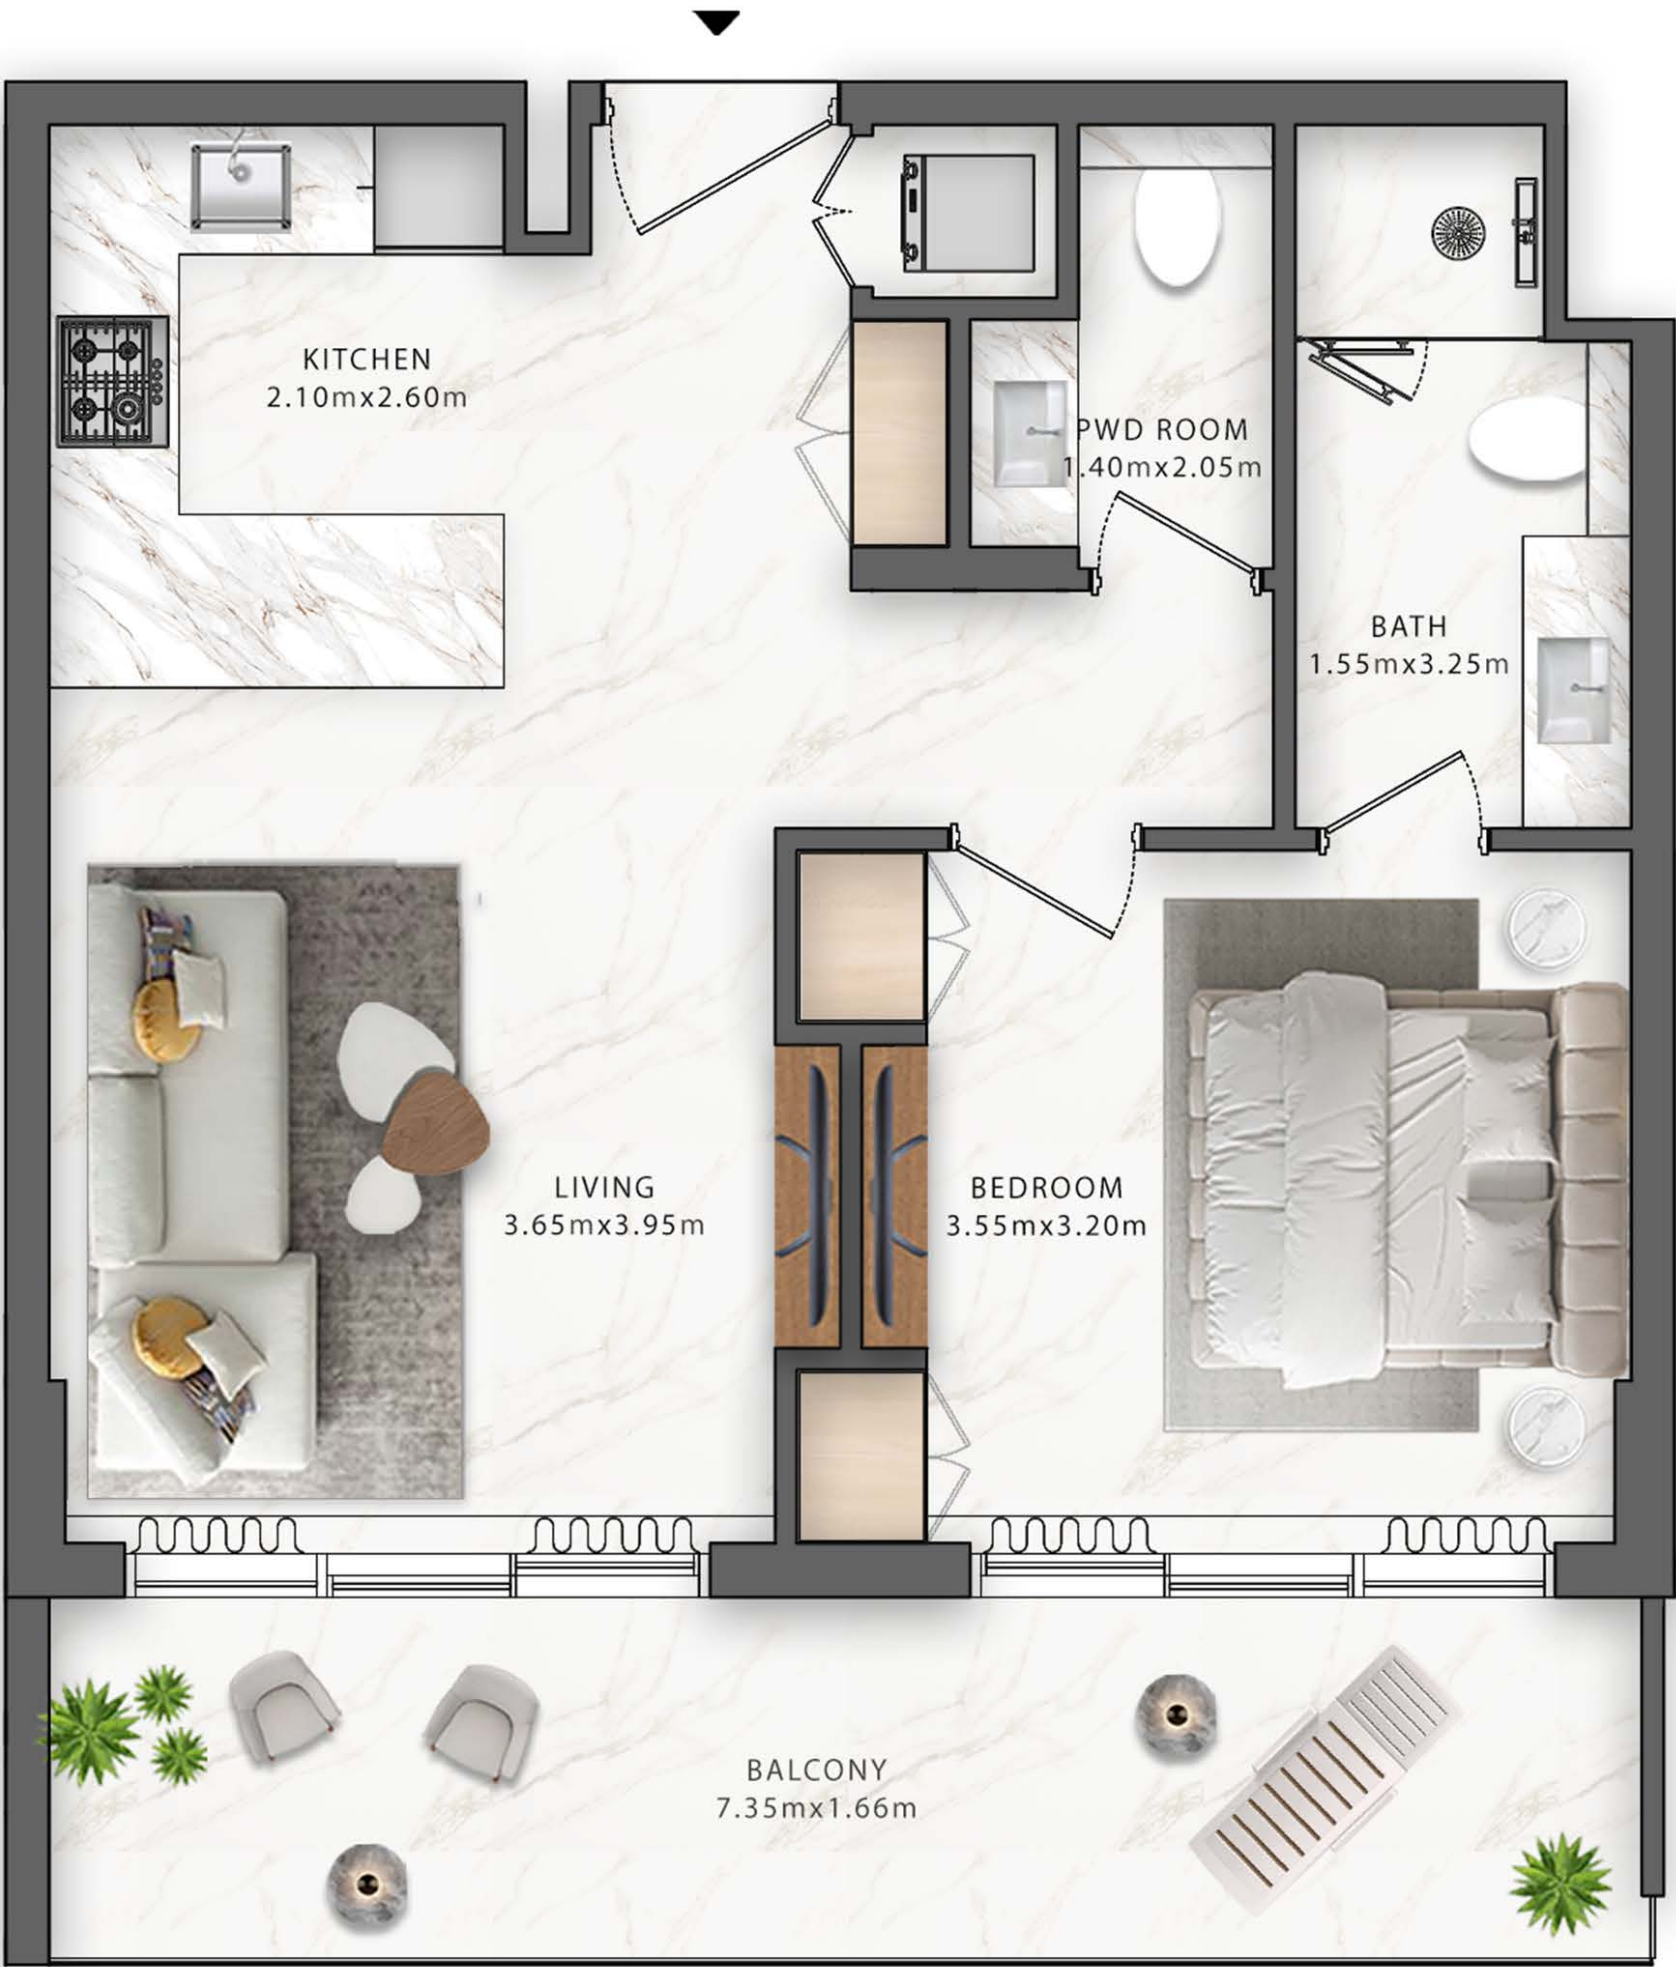 KITCHEN
2.10mx2.60m
PWD ROOM
1.40mx2.05m
BATH
1.55mx3.25m
LIVING
3.65mx3.95m
BEDROOM
3.55mx3.20m
BALCONY
7.35mx1.66m